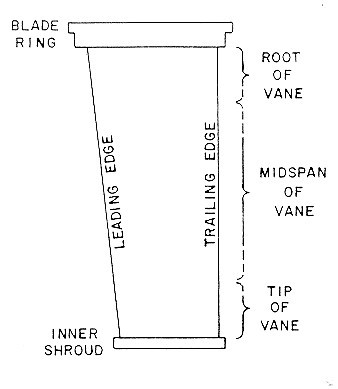 BLADE
RING
ROOT
OF
VANE
LEADING EDGE
TRAILING EDGE
MIDSPAN
OF
VANE
TIP
OF
VANE
INNER
SHROUD